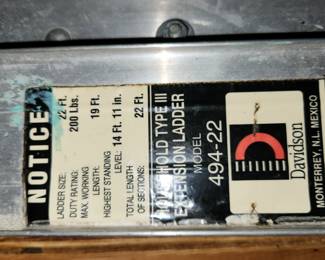 NOTICE
LADDER SIZE: 22 Ft.
DUTY RATING: 200 Lbs.
MAX. WORKING
LENGTH: 19 Ft.
HIGHEST STANDING
LEVEL: 14 Ft. 11 in.
TOTAL LENGTH
OF SECTIONS: 22 Ft.
HOUSEHOLD TYPE III
EXTENSION LADDER
MODEL
494-22
Davidson
MONTERREY, N.L. MEXICO